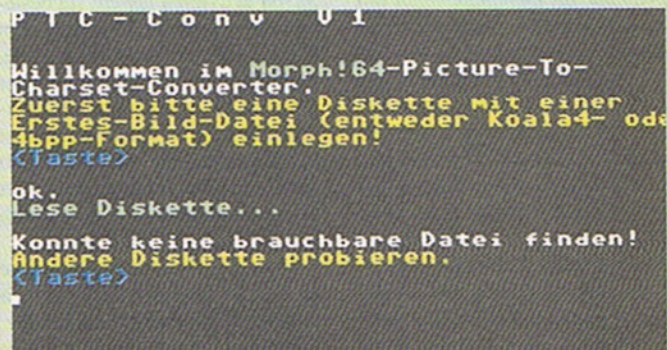 PTC-Conv V1
Willkommen im Morph!64-Picture-To-
Charset-Converter.
Zuerst bitte eine Diskette mit einer
Erstes-Bild-Datei (entweder Koala4- ode
4bpp-Format) einlegen!
<Taste>
ok.
Lese Diskette...
Konnte keine brauchbare Datei finden!
Andere Diskette probieren.
<Taste>